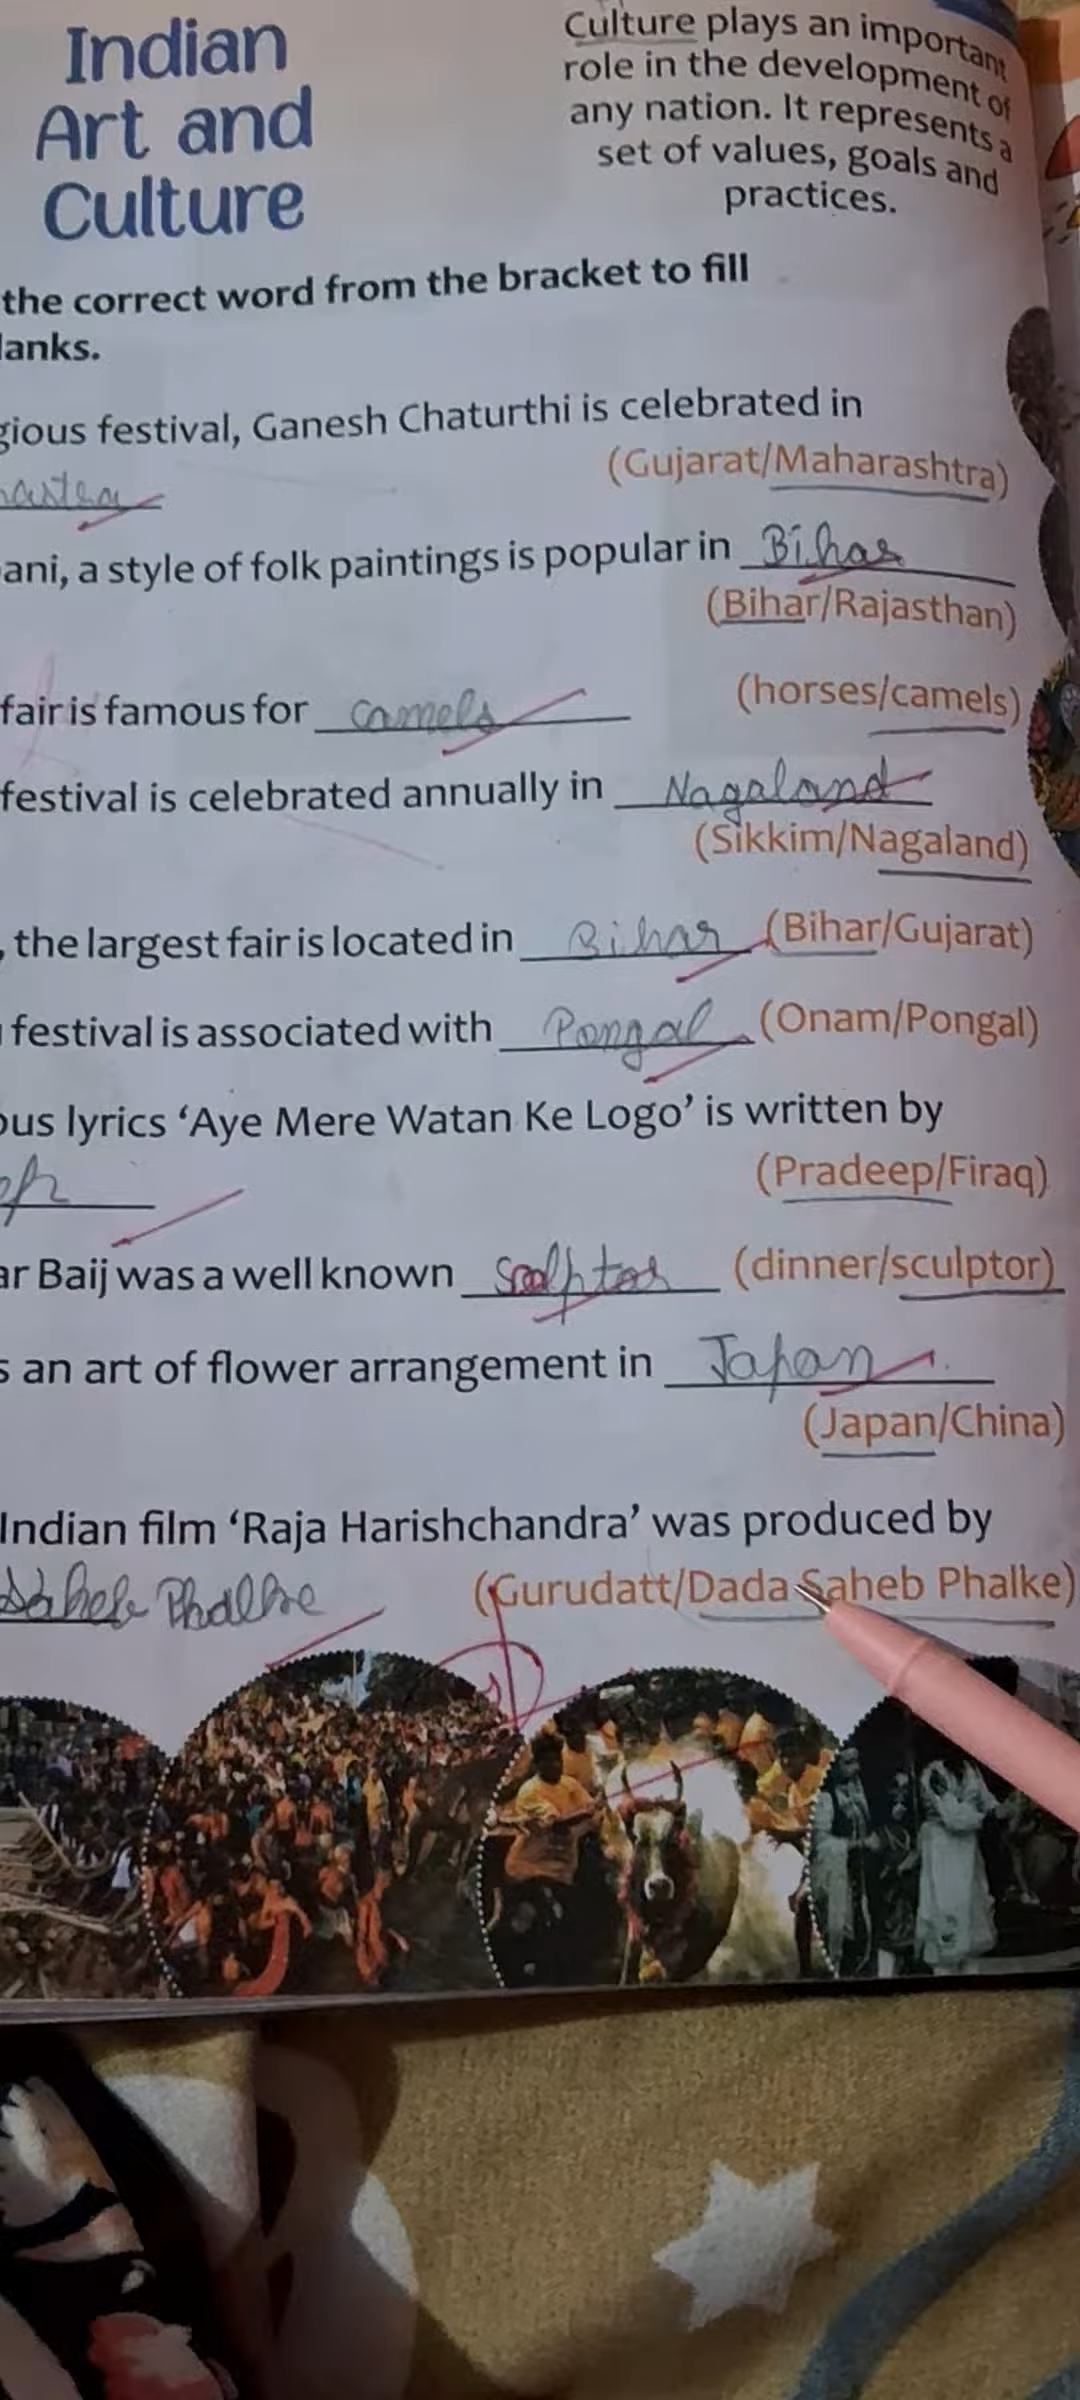 Indian
Art and
Culture
Culture plays an important
role in the development of
any nation. It represents a
set of values, goals and
practices.
the correct word from the bracket to fill
lanks.
gious festival, Ganesh Chaturthi is celebrated in
(Gujarat/Maharashtra)
ani, a style of folk paintings is popular in Bihar
(Bihar/Rajasthan)
fair is famous for camels (horses/camels)
festival is celebrated annually in Nagaland
(Sikkim/Nagaland)
, the largest fair is located in Bihar (Bihar/Gujarat)
festival is associated with Pongal (Onam/Pongal)
ous lyrics ‘Aye Mere Watan Ke Logo’ is written by
(Pradeep/Firaq)
ar Baij was a well known (dinner/sculptor)
s an art of flower arrangement in Japan
(Japan/China)
Indian film ‘Raja Harishchandra’ was produced by
Saheb Phalke (Gurudatt/Dada Saheb Phalke)